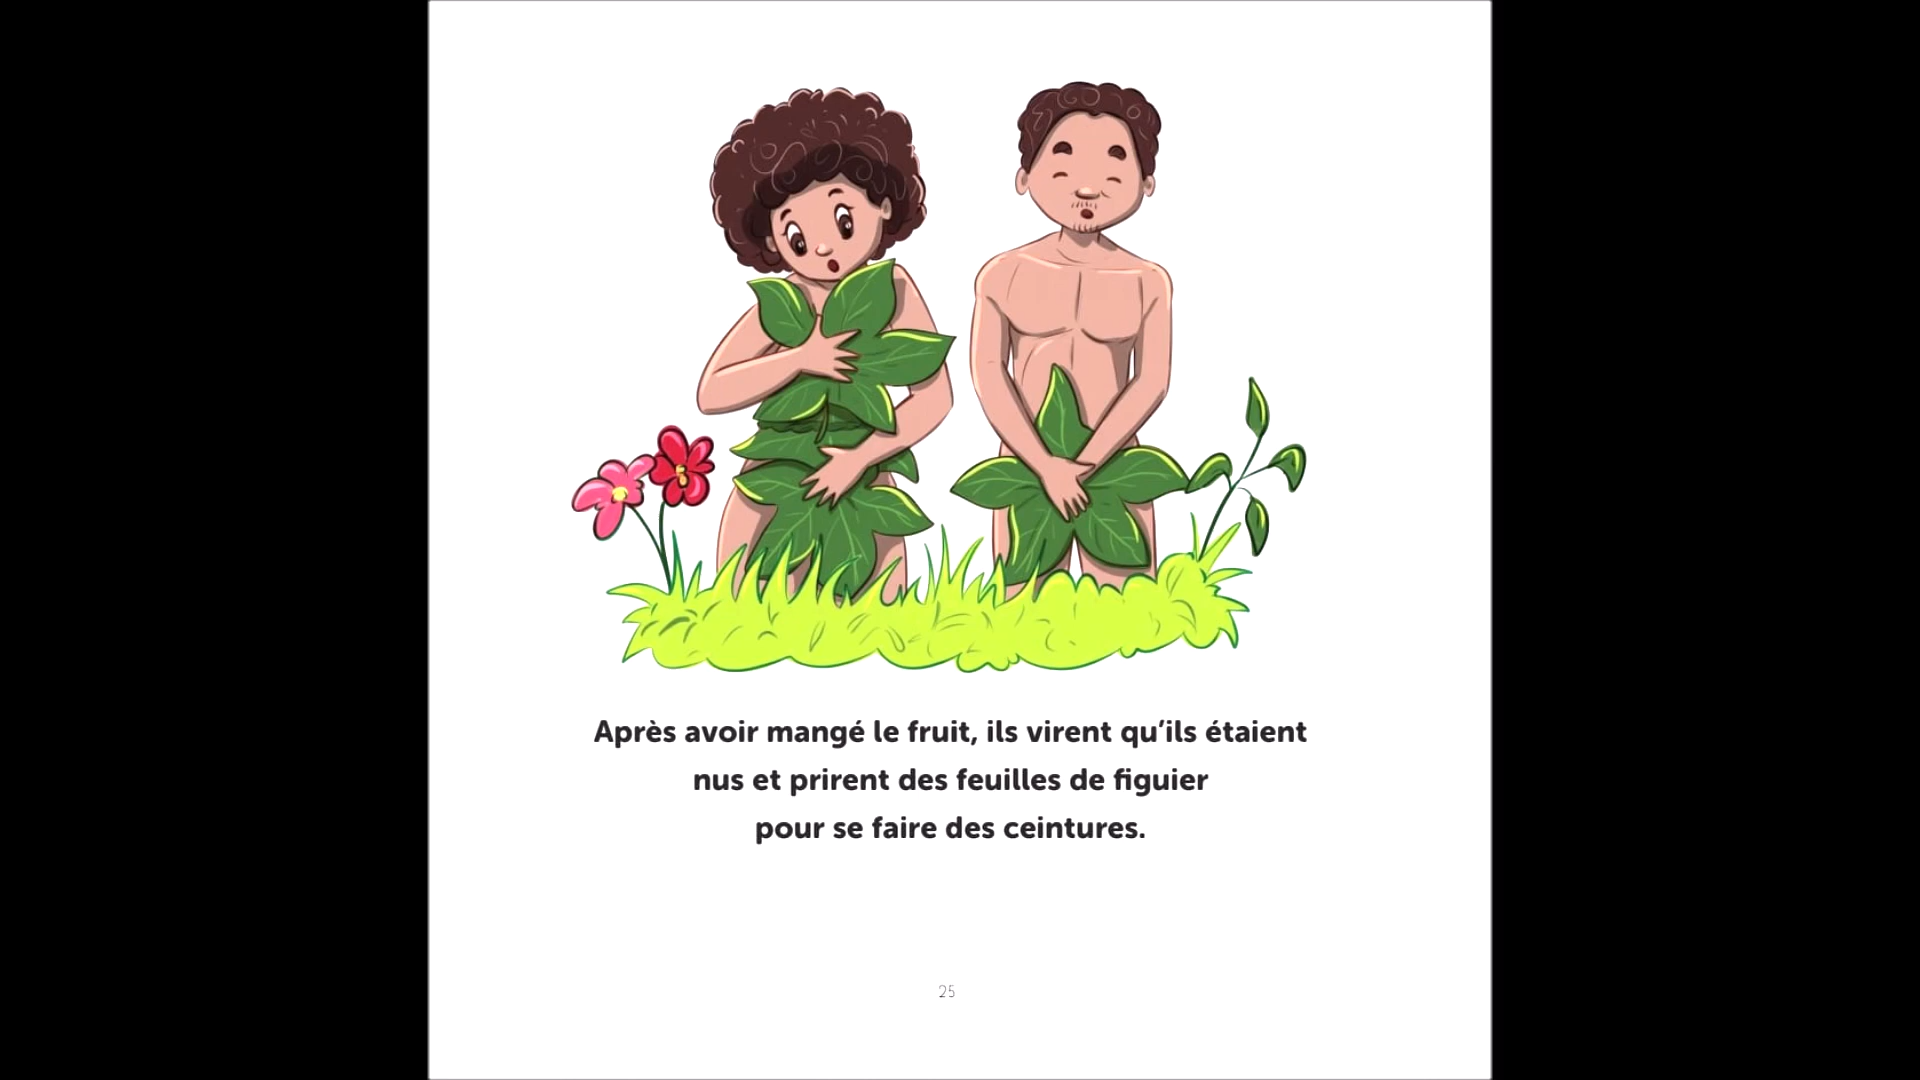 Après avoir mangé le fruit, ils virent qu’ils étaient
nus et prirent des feuilles de figuier
pour se faire des ceintures.
25